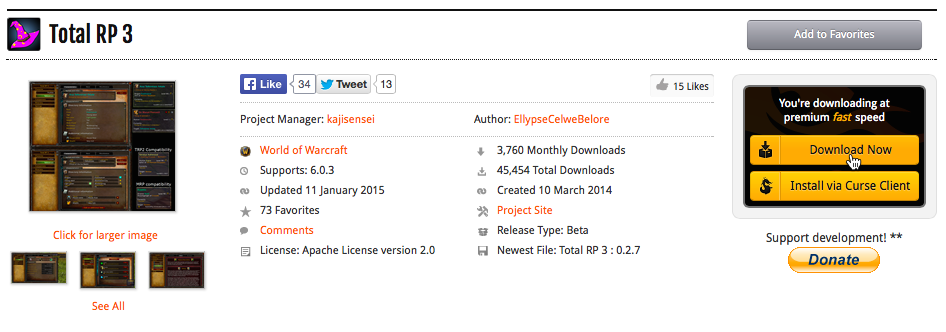 Total RP 3
Add to Favorites
Like 34 Tweet 13
15 Likes
You're downloading at
premium fast speed
Download Now
Install via Curse Client
Support development! **
Donate
Project Manager: kajisensei
Author: EllypseCelweBelore
World of Warcraft
3,760 Monthly Downloads
Supports: 6.0.3
45,454 Total Downloads
Updated 11 January 2015
Created 10 March 2014
73 Favorites
Project Site
Comments
Release Type: Beta
License: Apache License version 2.0
Newest File: Total RP 3 : 0.2.7
TRP2 Compatibility
MRP compatibility
Click for larger image
See All